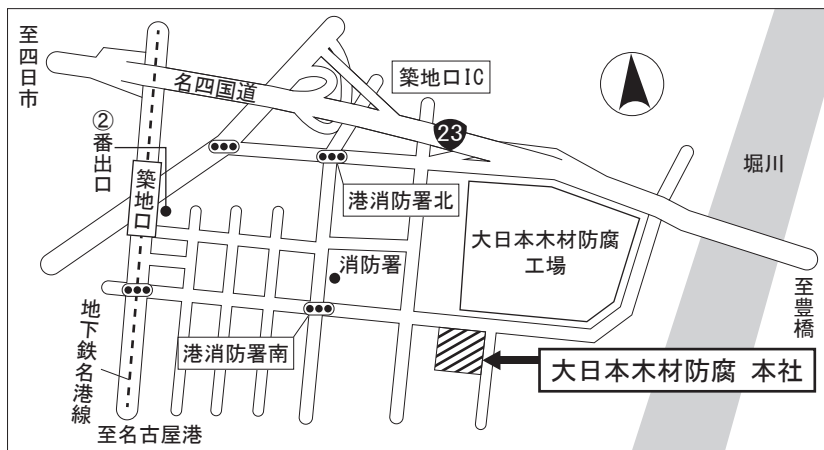 至四日市
名四国道
築地口IC
23
②番出口
築地口
港消防署北
堀川
大日本木材防腐
工場
消防署
至豊橋
地下鉄名港線
港消防署南
大日本木材防腐 本社
至名古屋港